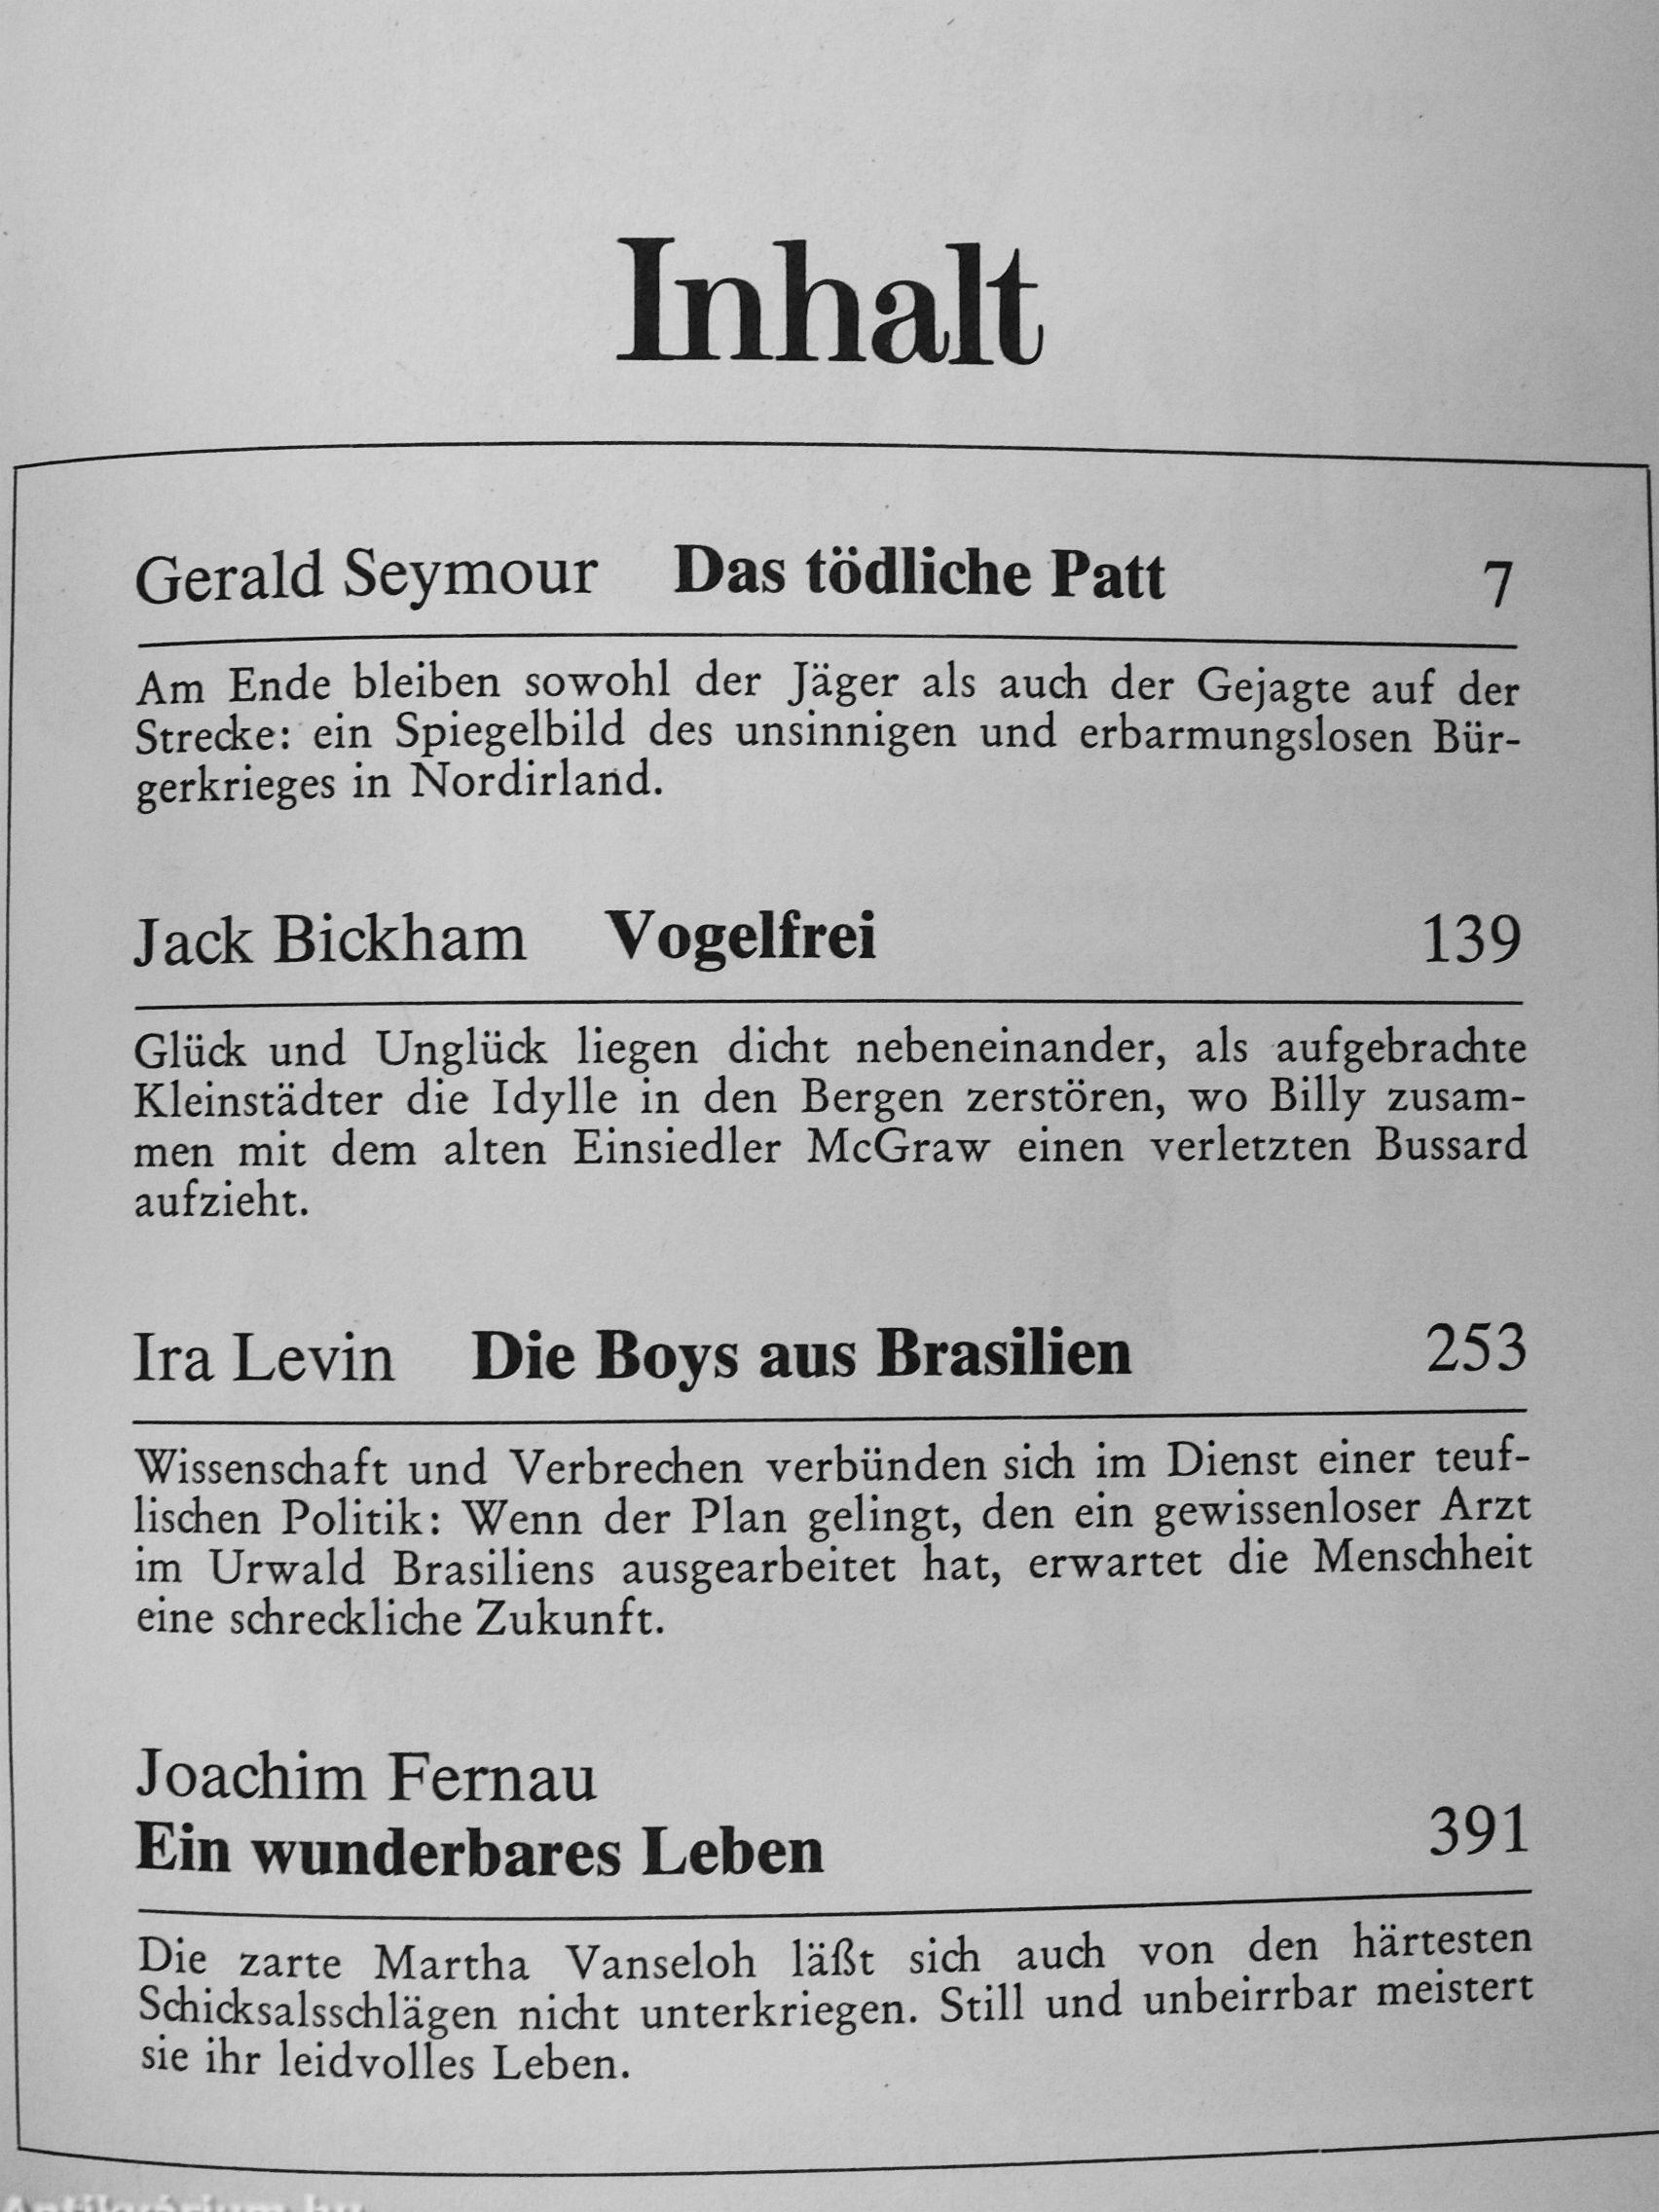 Inhalt
Gerald Seymour Das tödliche Patt 7
Am Ende bleiben sowohl der Jäger als auch der Gejagte auf der
Strecke: ein Spiegelbild des unsinnigen und erbarmungslosen Bür-
gerkrieges in Nordirland.
Jack Bickham Vogelfrei 139
Glück und Unglück liegen dicht nebeneinander, als aufgebrachte
Kleinstädter die Idylle in den Bergen zerstören, wo Billy zusam-
men mit dem alten Einsiedler McGraw einen verletzten Bussard
aufzieht.
Ira Levin Die Boys aus Brasilien 253
Wissenschaft und Verbrechen verbünden sich im Dienst einer teuf-
lischen Politik: Wenn der Plan gelingt, den ein gewissenloser Arzt
im Urwald Brasiliens ausgearbeitet hat, erwartet die Menschheit
eine schreckliche Zukunft.
Joachim Fernau
Ein wunderbares Leben 391
Die zarte Martha Vanseloh läßt sich auch von den härtesten
Schicksalsschlägen nicht unterkriegen. Still und unbeirrbar meistert
sie ihr leidvolles Leben.